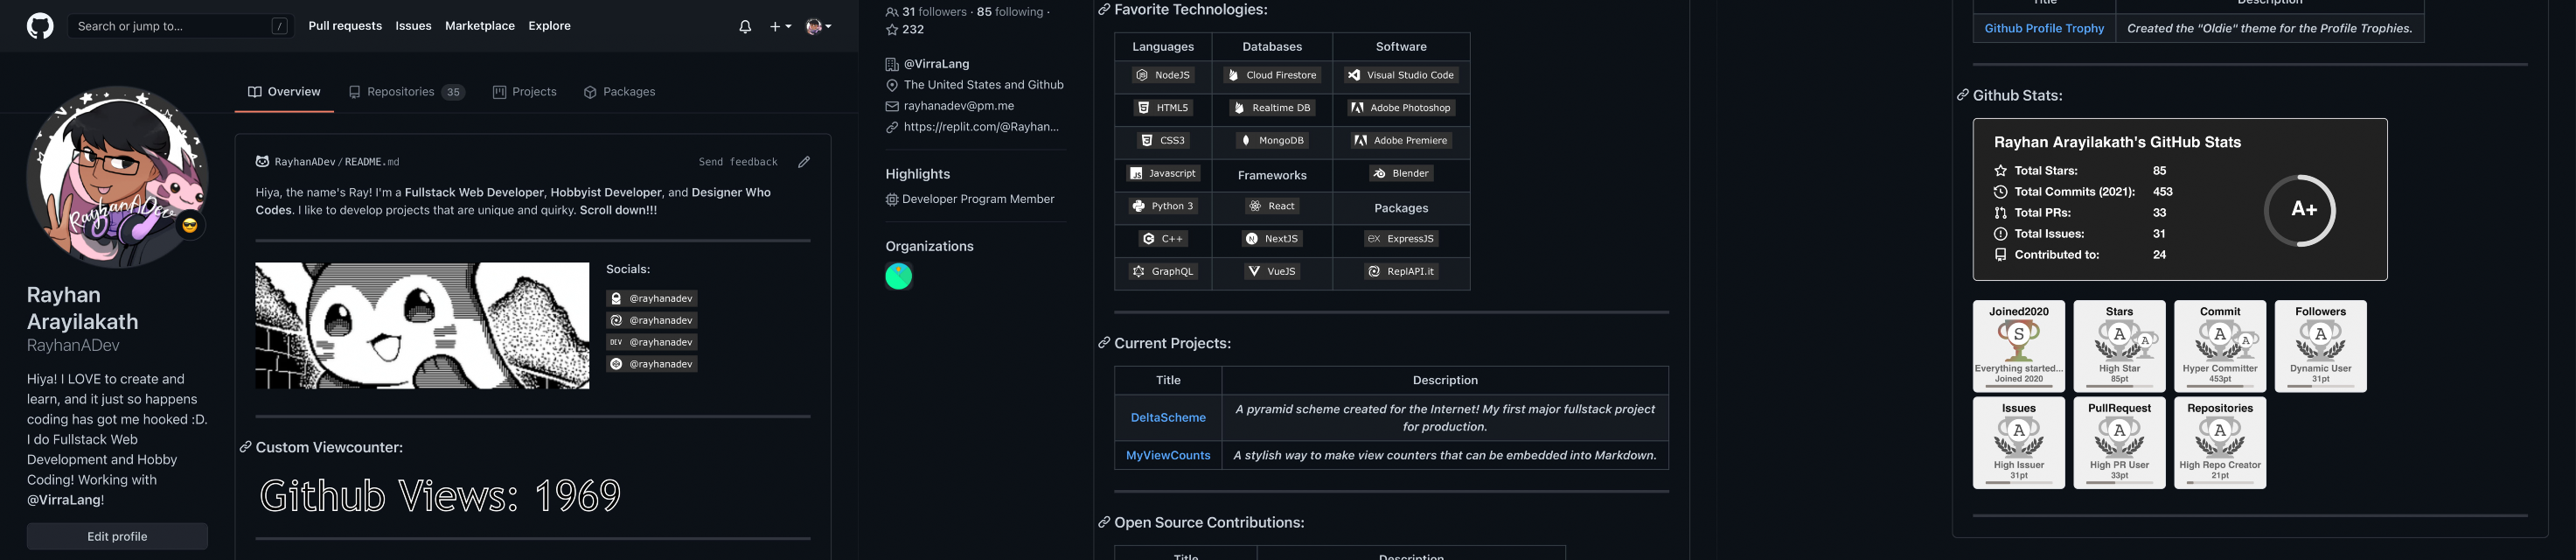 Search or jump to...
/
Pull requests Issues Marketplace Explore
Overview
Repositories 35
Projects
Packages
RayhanADev
Rayhan
Arayilakath
RayhanADev
Hiya! I LOVE to create and
learn, and it just so happens
coding has got me hooked :D.
I do Fullstack Web
Development and Hobby
Coding! Working with
@VirraLang!
Edit profile
RayhanADev/README.md
Send feedback
Hiya, the name's Ray! I'm a Fullstack Web Developer, Hobbyist Developer, and Designer Who
Codes. I like to develop projects that are unique and quirky. Scroll down!!!
Socials:
@rayhanadev
@rayhanadev
DEV @rayhanadev
@rayhanadev
Custom Viewcounter:
Github Views: 1969
31 followers · 85 following ·
232
@VirraLang
The United States and Github
rayhanadev@pm.me
https://replit.com/@Rayhan...
Highlights
Developer Program Member
Organizations
Favorite Technologies:
Languages Databases Software
NodeJS Cloud Firestore Visual Studio Code
HTML5 Realtime DB Adobe Photoshop
CSS3 MongoDB Adobe Premiere
JS Javascript Frameworks Blender
Python 3 React Packages
C++ NextJS EX ExpressJS
GraphQL VueJS ReplAPI.it
Current Projects:
Title Description
DeltaScheme A pyramid scheme created for the Internet! My first major fullstack project
for production.
MyViewCounts A stylish way to make view counters that can be embedded into Markdown.
Open Source Contributions:
Title Description
Title Description
Github Profile Trophy Created the "Oldie" theme for the Profile Trophies.
Github Stats:
Rayhan Arayilakath's GitHub Stats
Total Stars: 85
Total Commits (2021): 453
Total PRs: 33
Total Issues: 31
Contributed to: 24
A+
Joined2020 Stars Commit Followers
S A A A A A
Everything started... High Star Hyper Committer Dynamic User
Joined 2020 85pt 453pt 31pt
Issues PullRequest Repositories
A A A
High Issuer High PR User High Repo Creator
31pt 33pt 21pt